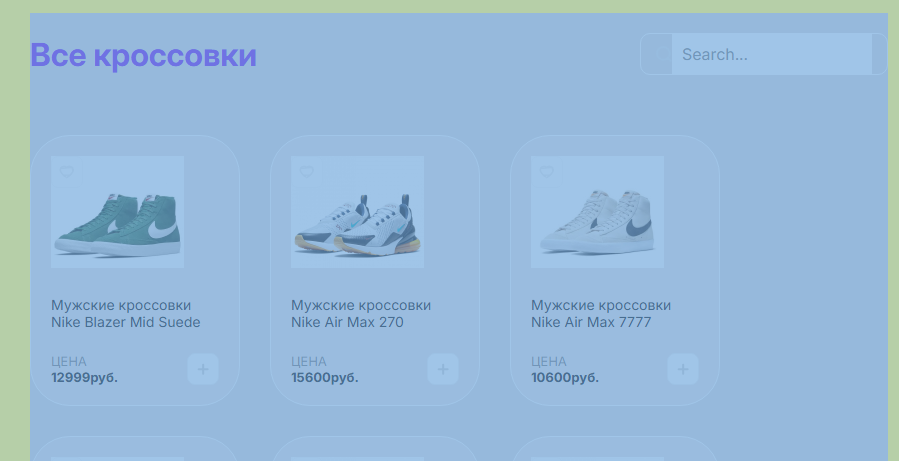 Все кроссовки
Search...
Мужские кроссовки
Nike Blazer Mid Suede
ЦЕНА
12999руб.
Мужские кроссовки
Nike Air Max 270
ЦЕНА
15600руб.
Мужские кроссовки
Nike Air Max 7777
ЦЕНА
10600руб.